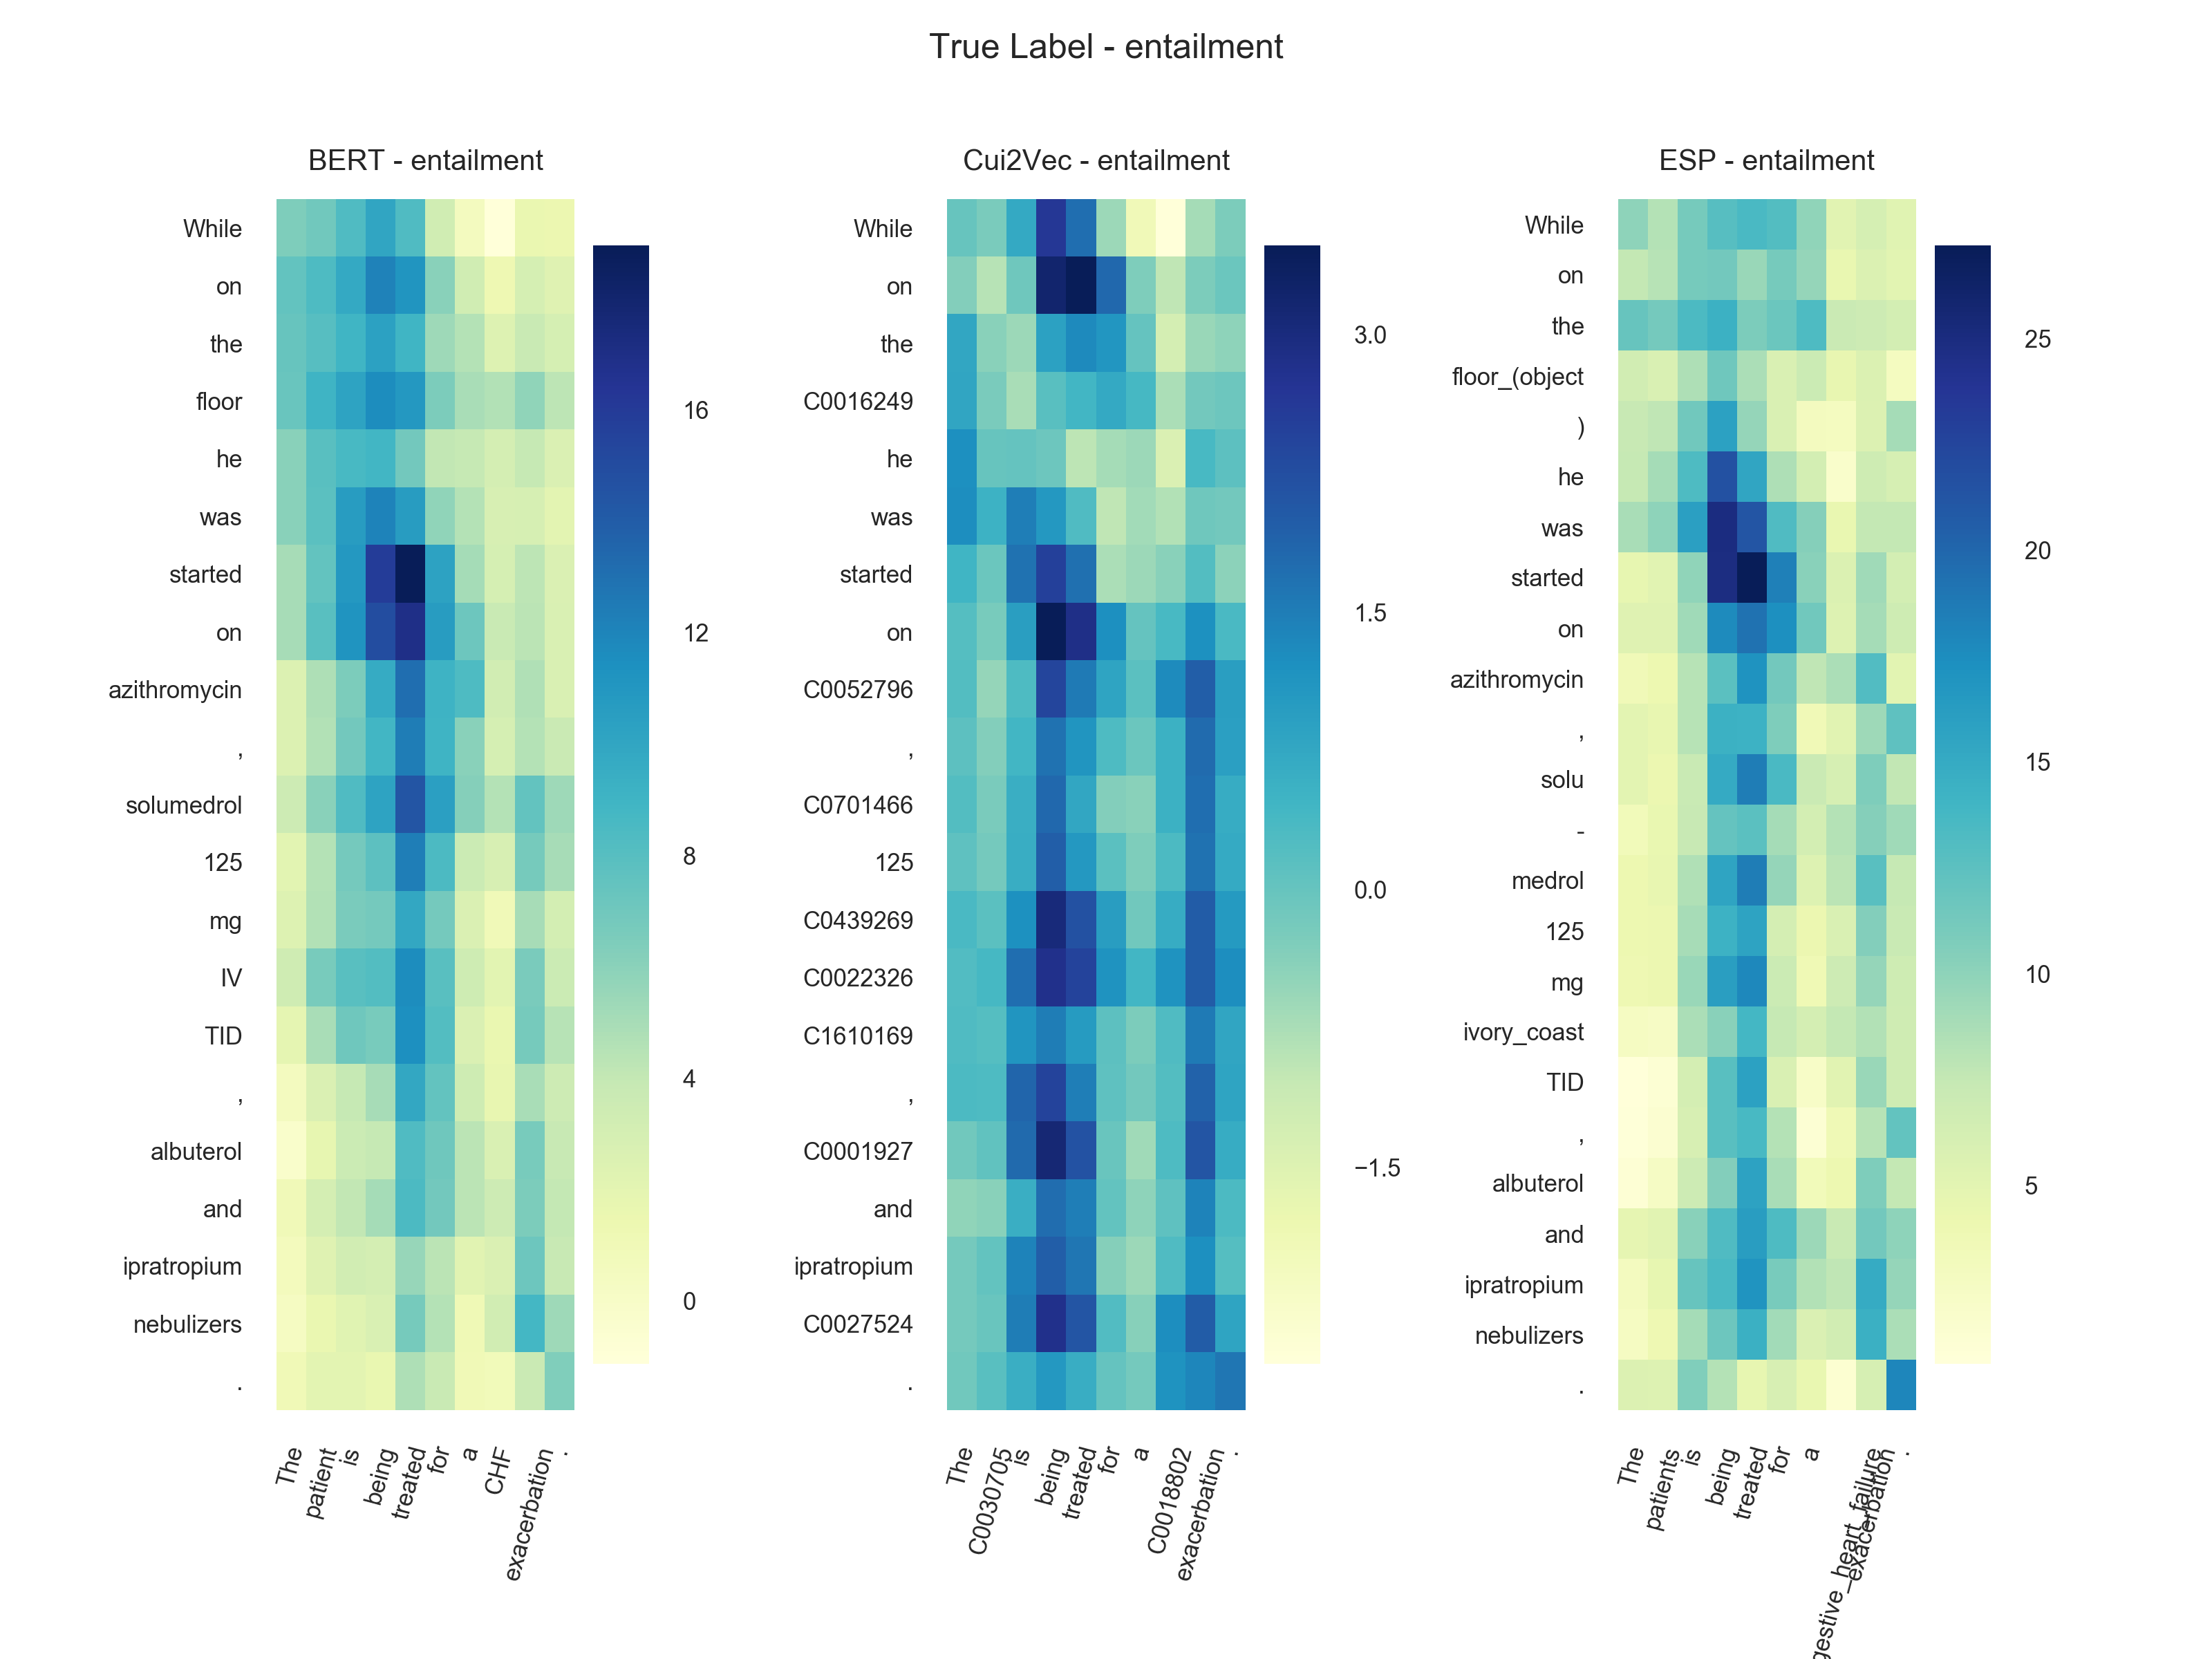 True Label - entailment
BERT - entailment
While
on
the
floor
he
was
started
on
azithromycin
,
solumedrol
125
mg
IV
TID
,
albuterol
and
ipratropium
nebulizers
.
The
patient
is
being
treated
for
a
CHF
exacerbation
.
16
12
8
4
0
Cui2Vec - entailment
While
on
the
C0016249
he
was
started
on
C0052796
,
C0701466
125
C0439269
C0022326
C1610169
,
C0001927
and
ipratropium
C0027524
.
The
C0030705
is
being
treated
for
a
C0018802
exacerbation
.
3.0
1.5
0.0
−1.5
ESP - entailment
While
on
the
floor_(object
)
he
was
started
on
azithromycin
,
solu
-
medrol
125
mg
ivory_coast
TID
,
albuterol
and
ipratropium
nebulizers
.
The
patients
is
being
treated
for
a
gestive_heart_failure
exacerbation
.
25
20
15
10
5